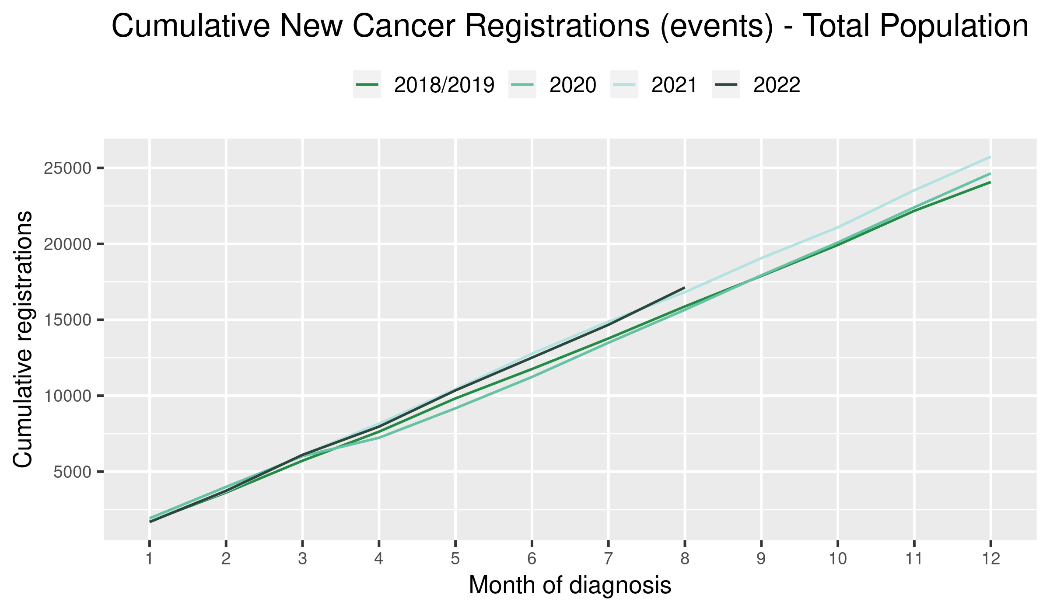 Cumulative New Cancer Registrations (events) - Total Population
2018/2019 2020 2021 2022
Cumulative registrations
25000
20000
15000
10000
5000
1 2 3 4 5 6 7 8 9 10 11 12
Month of diagnosis